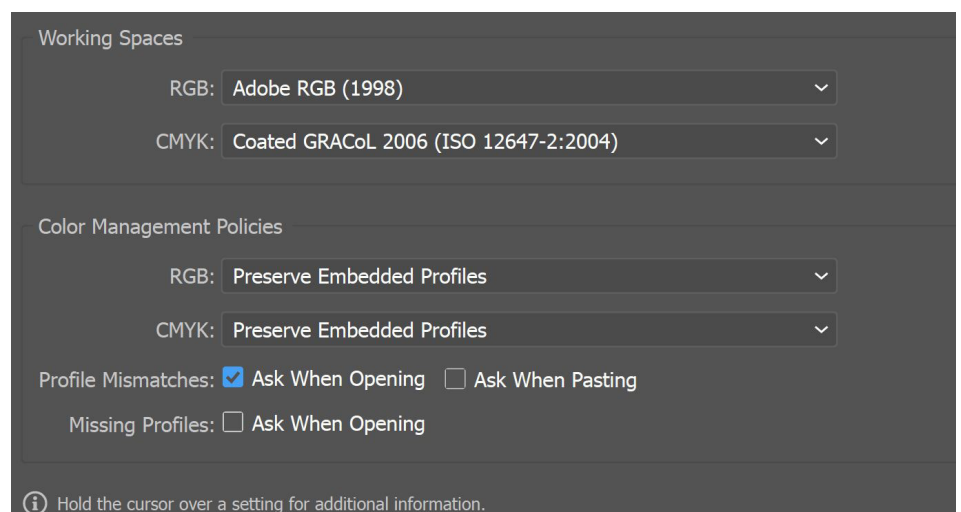 Working Spaces
RGB: Adobe RGB (1998)
CMYK: Coated GRACoL 2006 (ISO 12647-2:2004)
Color Management Policies
RGB: Preserve Embedded Profiles
CMYK: Preserve Embedded Profiles
Profile Mismatches: Ask When Opening Ask When Pasting
Missing Profiles: Ask When Opening
Hold the cursor over a setting for additional information.